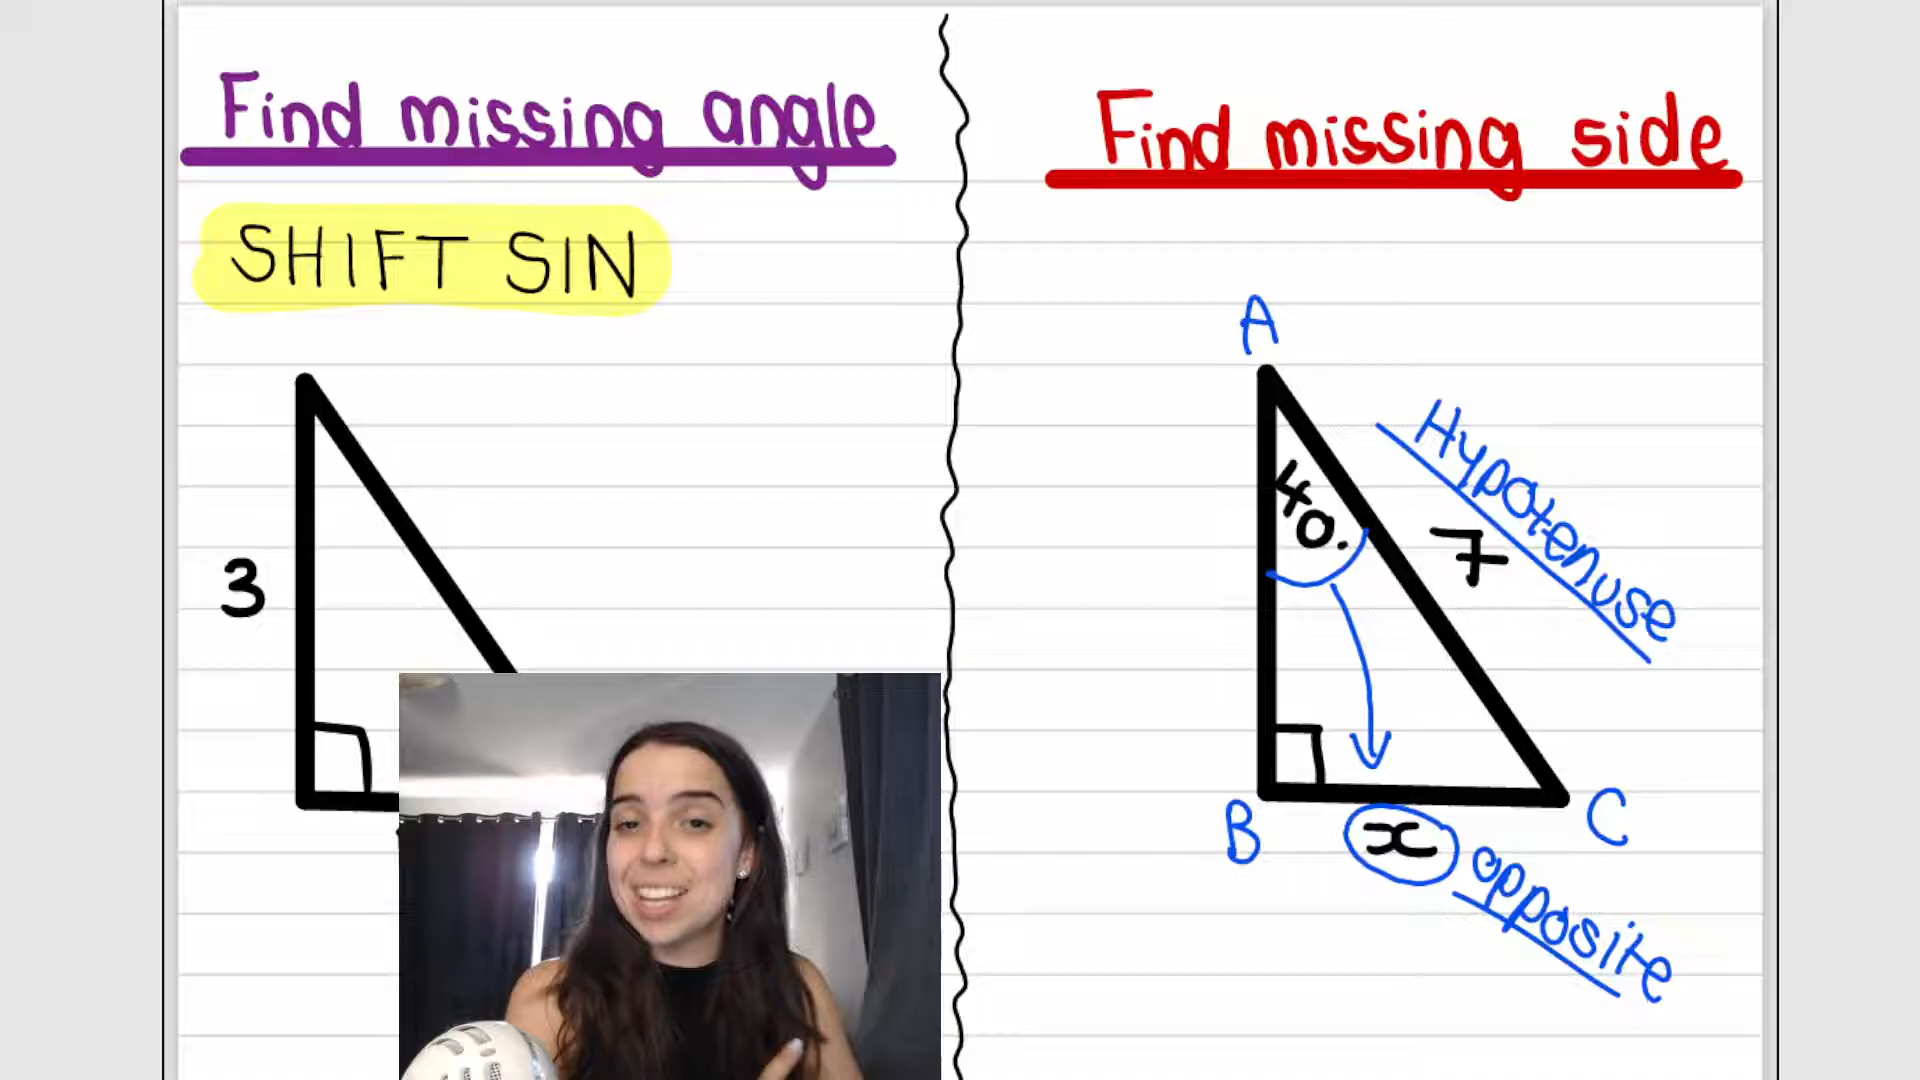 Find missing angle
SHIFT SIN
3
Find missing side
A
Hypotenuse
40°
7
B
x
C
opposite